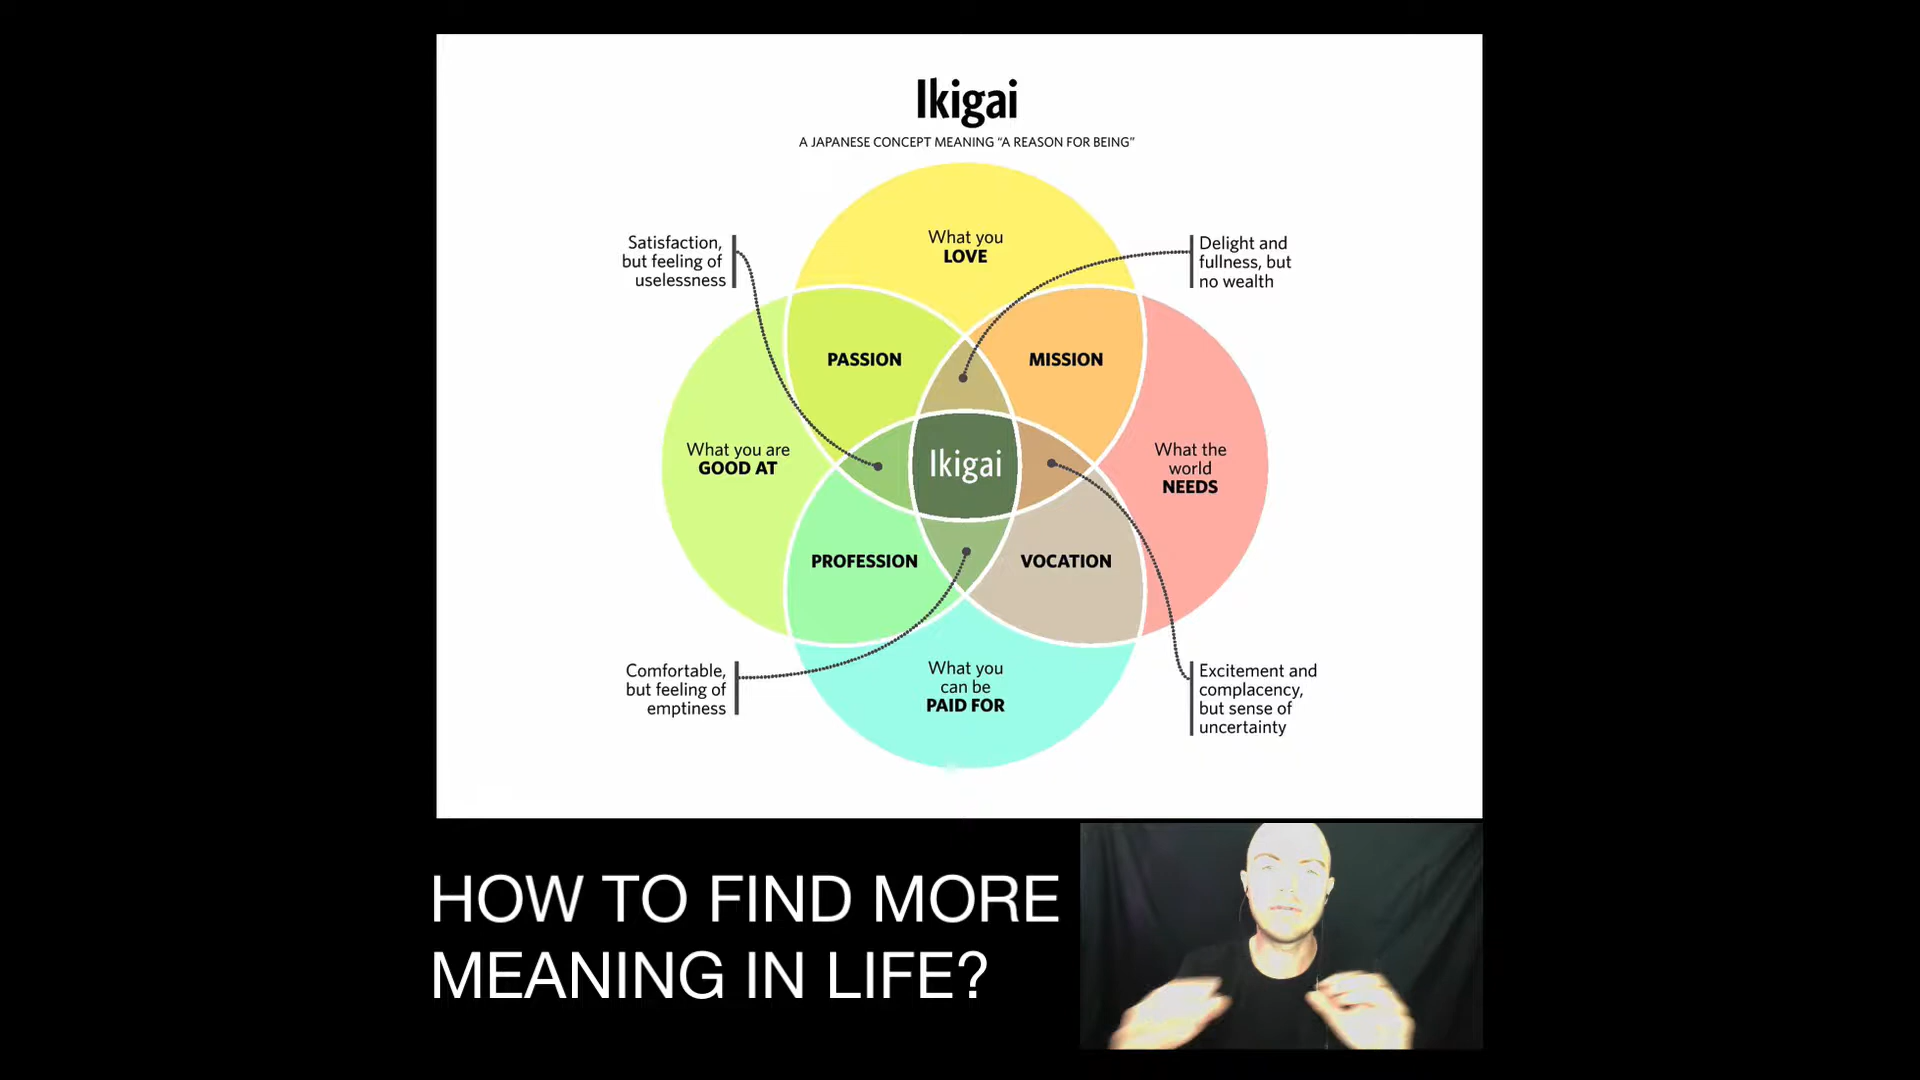 Ikigai
A JAPANESE CONCEPT MEANING “A REASON FOR BEING”
Satisfaction,
but feeling of
uselessness
What you
LOVE
Delight and
fullness, but
no wealth
PASSION
MISSION
What you are
GOOD AT
Ikigai
What the
world
NEEDS
PROFESSION
VOCATION
Comfortable,
but feeling of
emptiness
What you
can be
PAID FOR
Excitement and
complacency,
but sense of
uncertainty
HOW TO FIND MORE
MEANING IN LIFE?